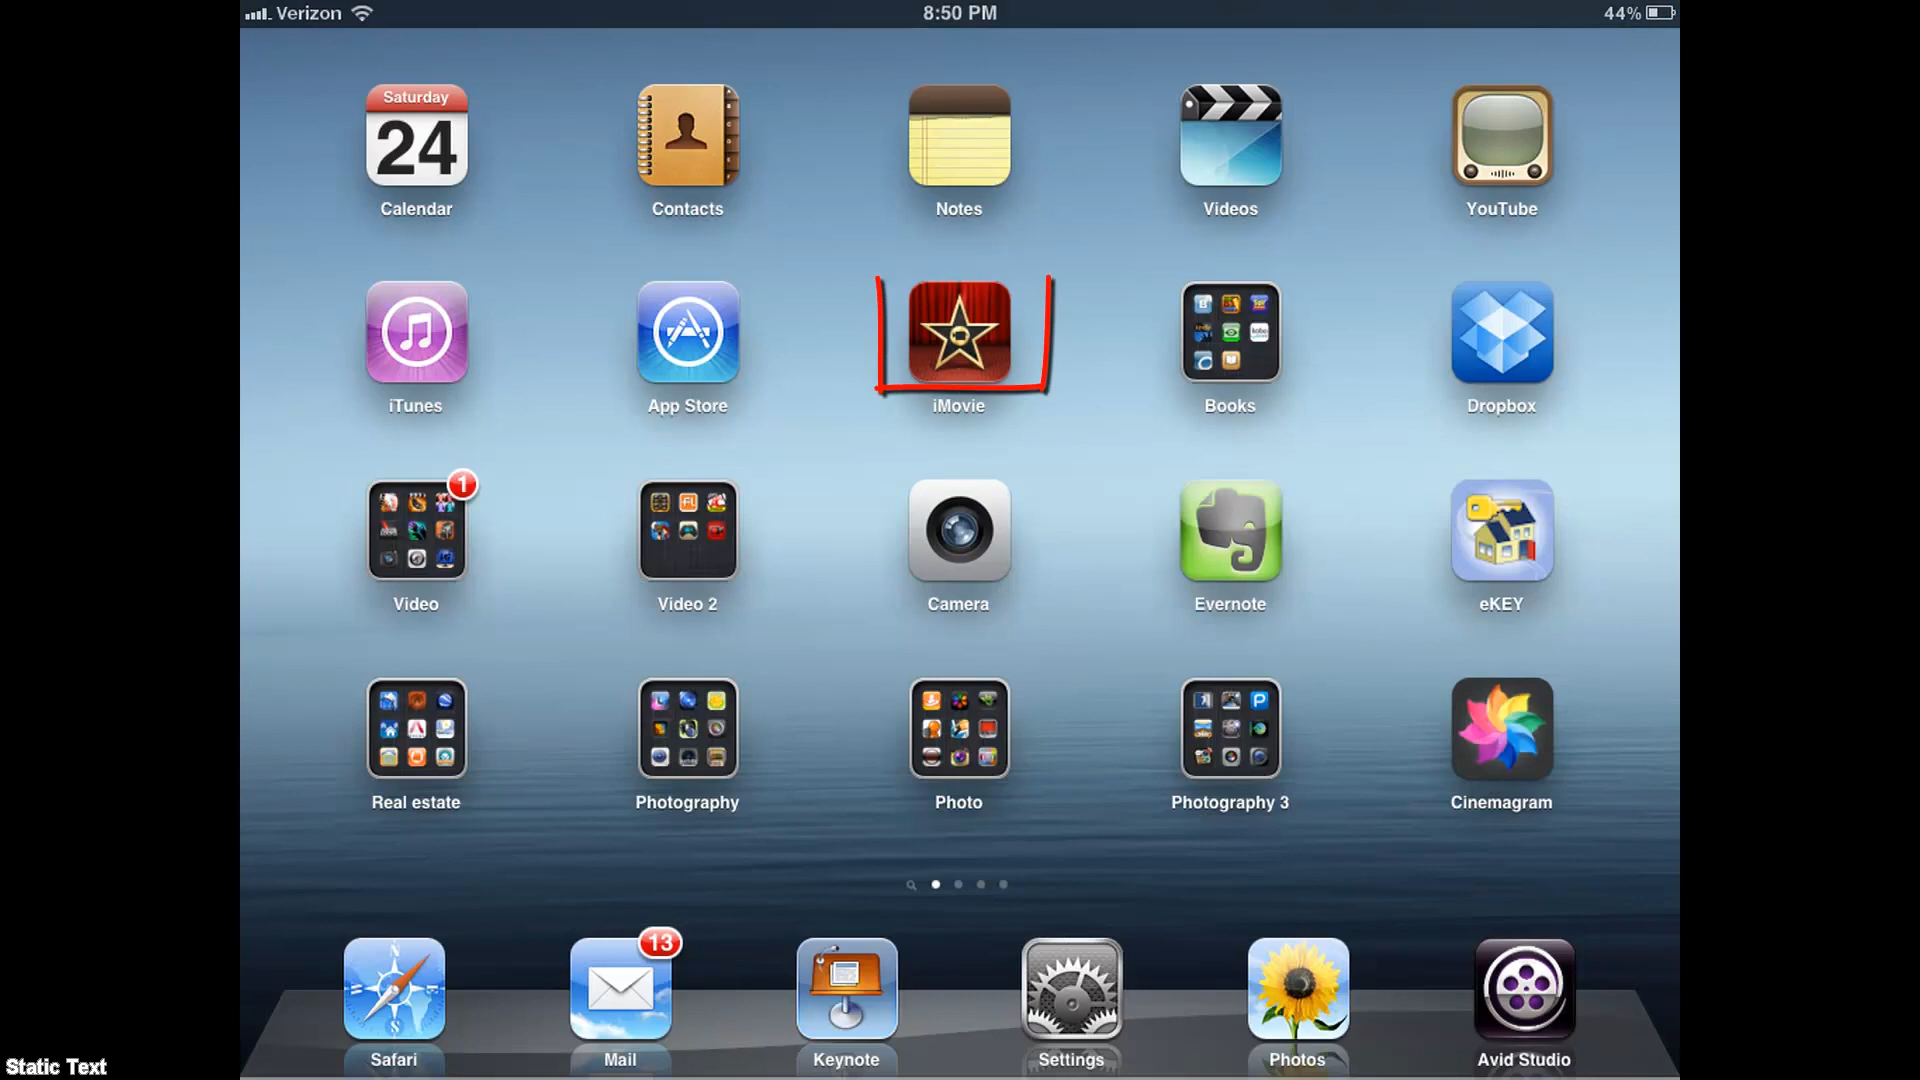 Verizon
8:50 PM
44%
Saturday
24
Calendar
Contacts
Notes
Videos
YouTube
iTunes
App Store
iMovie
Books
Dropbox
1
Video
Video 2
Camera
Evernote
eKEY
Real estate
Photography
Photo
Photography 3
Cinemagram
13
Safari
Mail
Keynote
Settings
Photos
Avid Studio
Static Text